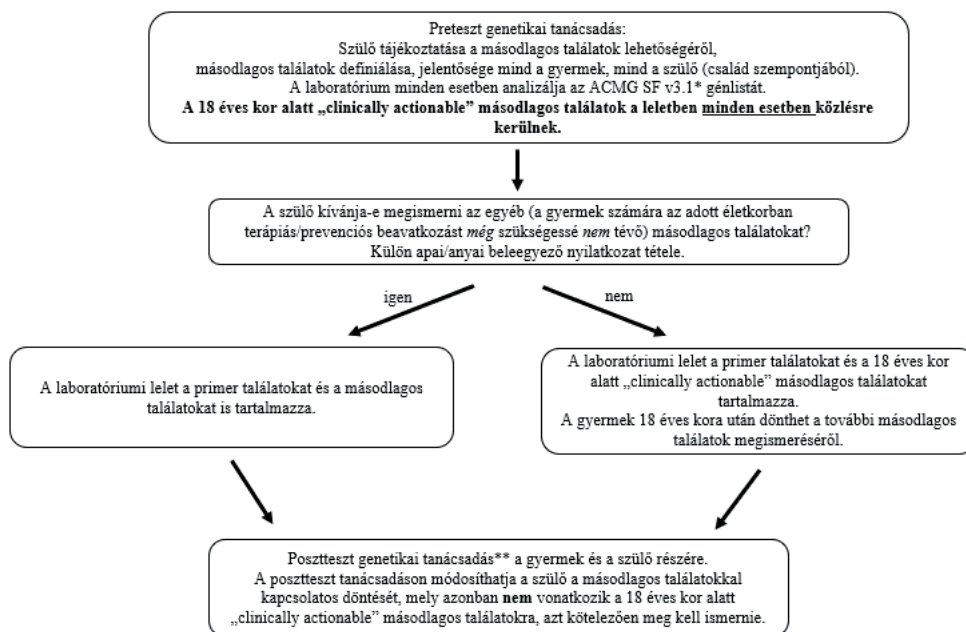 Preteszt genetikai tanácsadás:
Szülő tájékoztatása a másodlagos találatok lehetőségéről,
másodlagos találatok definiálása, jelentősége mind a gyermek, mind a szülő (család szempontjából).
A laboratórium minden esetben analizálja az ACMG SF v3.1* génlistát.
A 18 éves kor alatt „clinically actionable” másodlagos találatok a leletben minden esetben közlésre
kerülnek.
A szülő kívánja-e megismerni az egyéb (a gyermek számára az adott életkorban
terápiás/prevenciós beavatkozást még szükségessé nem tévő) másodlagos találatokat?
Külön apai/anyai beleegyező nyilatkozat tétele.
igen
nem
A laboratóriumi lelet a primer találatokat és a másodlagos
találatokat is tartalmazza.
A laboratóriumi lelet a primer találatokat és a 18 éves kor
alatt „clinically actionable” másodlagos találatokat
tartalmazza.
A gyermek 18 éves kora után dönthet a további másodlagos
találatok megismeréséről.
Posztteszt genetikai tanácsadás** a gyermek és a szülő részére.
A posztteszt tanácsadáson módosíthatja a szülő a másodlagos találatokkal
kapcsolatos döntését, mely azonban nem vonatkozik a 18 éves kor alatt
„clinically actionable” másodlagos találatokra, azt kötelezően meg kell ismernie.